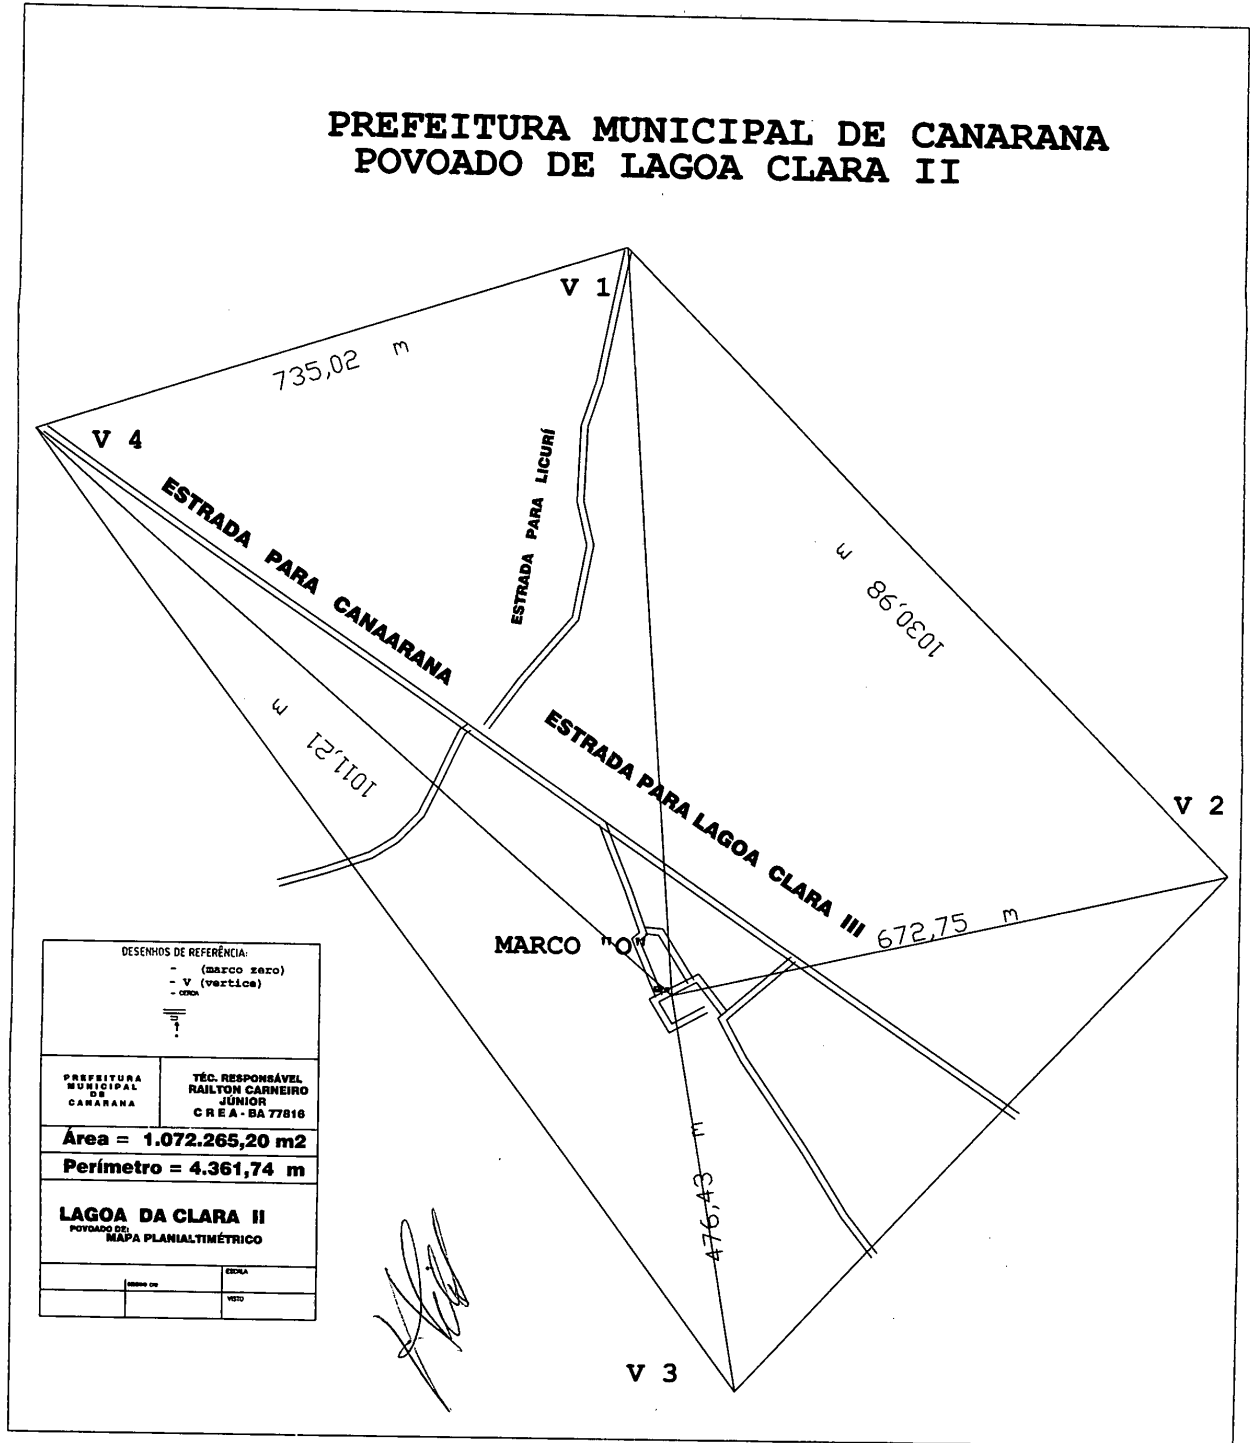 PREFEITURA MUNICIPAL DE CANARANA
POVOADO DE LAGOA CLARA II
V 1
735,02 m
V 4
ESTRADA PARA LICURÍ
ESTRADA PARA CANAARANA
1030,98 m
1011,21 m
ESTRADA PARA LAGOA CLARA III
V 2
672,75 m
MARCO "O"
476,43 m
V 3
DESENHOS DE REFERÊNCIA:
- (marco zero)
- V (vertice)
- CERCA
PREFEITURA
MUNICIPAL
DE
CANARANA
TÉC. RESPONSÁVEL
RAILTON CARNEIRO
JÚNIOR
C R E A - BA 77816
Área = 1.072.265,20 m2
Perímetro = 4.361,74 m
LAGOA DA CLARA II
POVOADO DE:
MAPA PLANIALTIMÉTRICO
ESCALA
VISTO